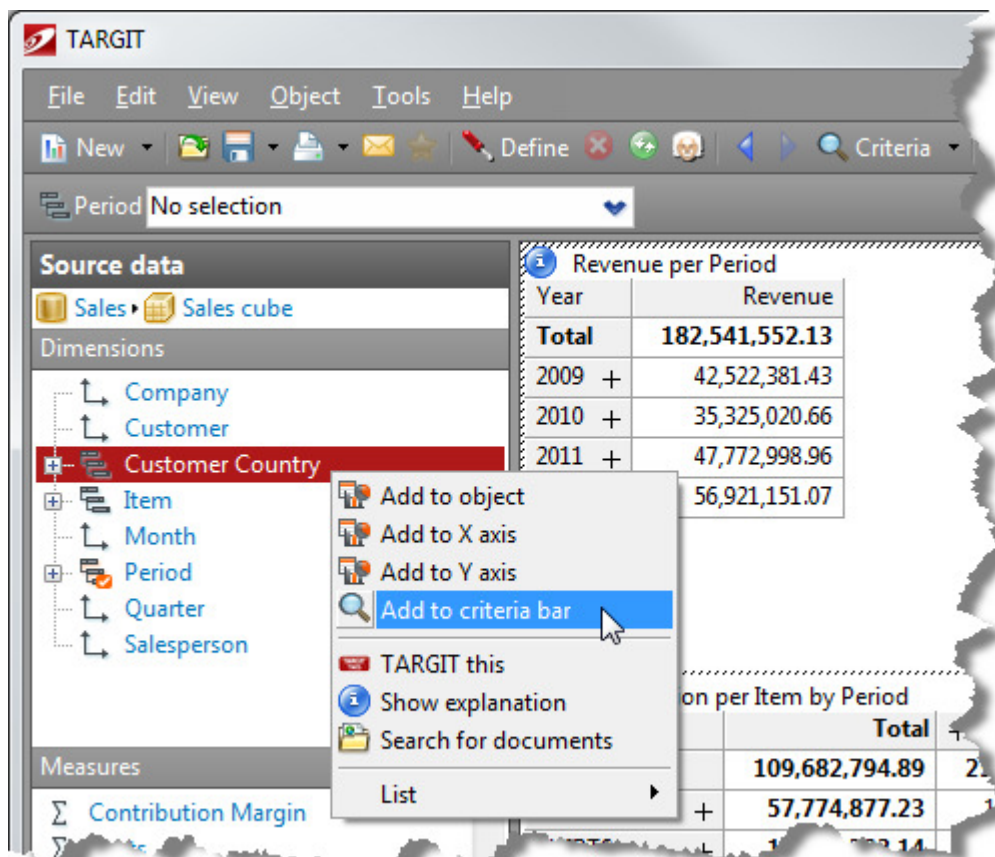 TARGIT
File Edit View Object Tools Help
New Define Criteria
Period No selection
Source data
Sales Sales cube
Dimensions
Company
Customer
Customer Country
Item
Month
Period
Quarter
Salesperson
Measures
Contribution Margin
Revenue per Period
Year Revenue
Total 182,541,552.13
2009 + 42,522,381.43
2010 + 35,325,020.66
2011 + 47,772,998.96
56,921,151.07
Add to object
Add to X axis
Add to Y axis
Add to criteria bar
TARGIT this
Show explanation
Search for documents
List
on per Item by Period
Total +
109,682,794.89
+ 57,774,877.23